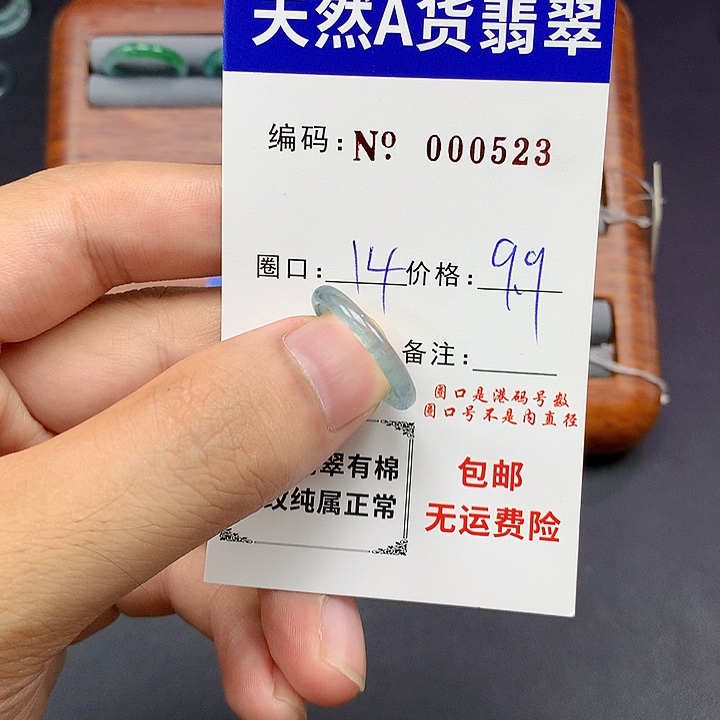 天然A货翡翠
编码: Nº 000523
圈口: 14 价格: 9.9
备注:
圈口是港码号数
圈口号不是内直径
翠有棉
纹纯属正常
包邮
无运费险